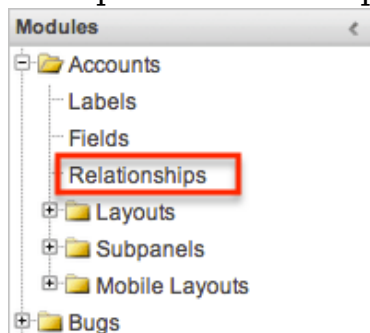 Modules
Accounts
Labels
Fields
Relationships
Layouts
Subpanels
Mobile Layouts
Bugs